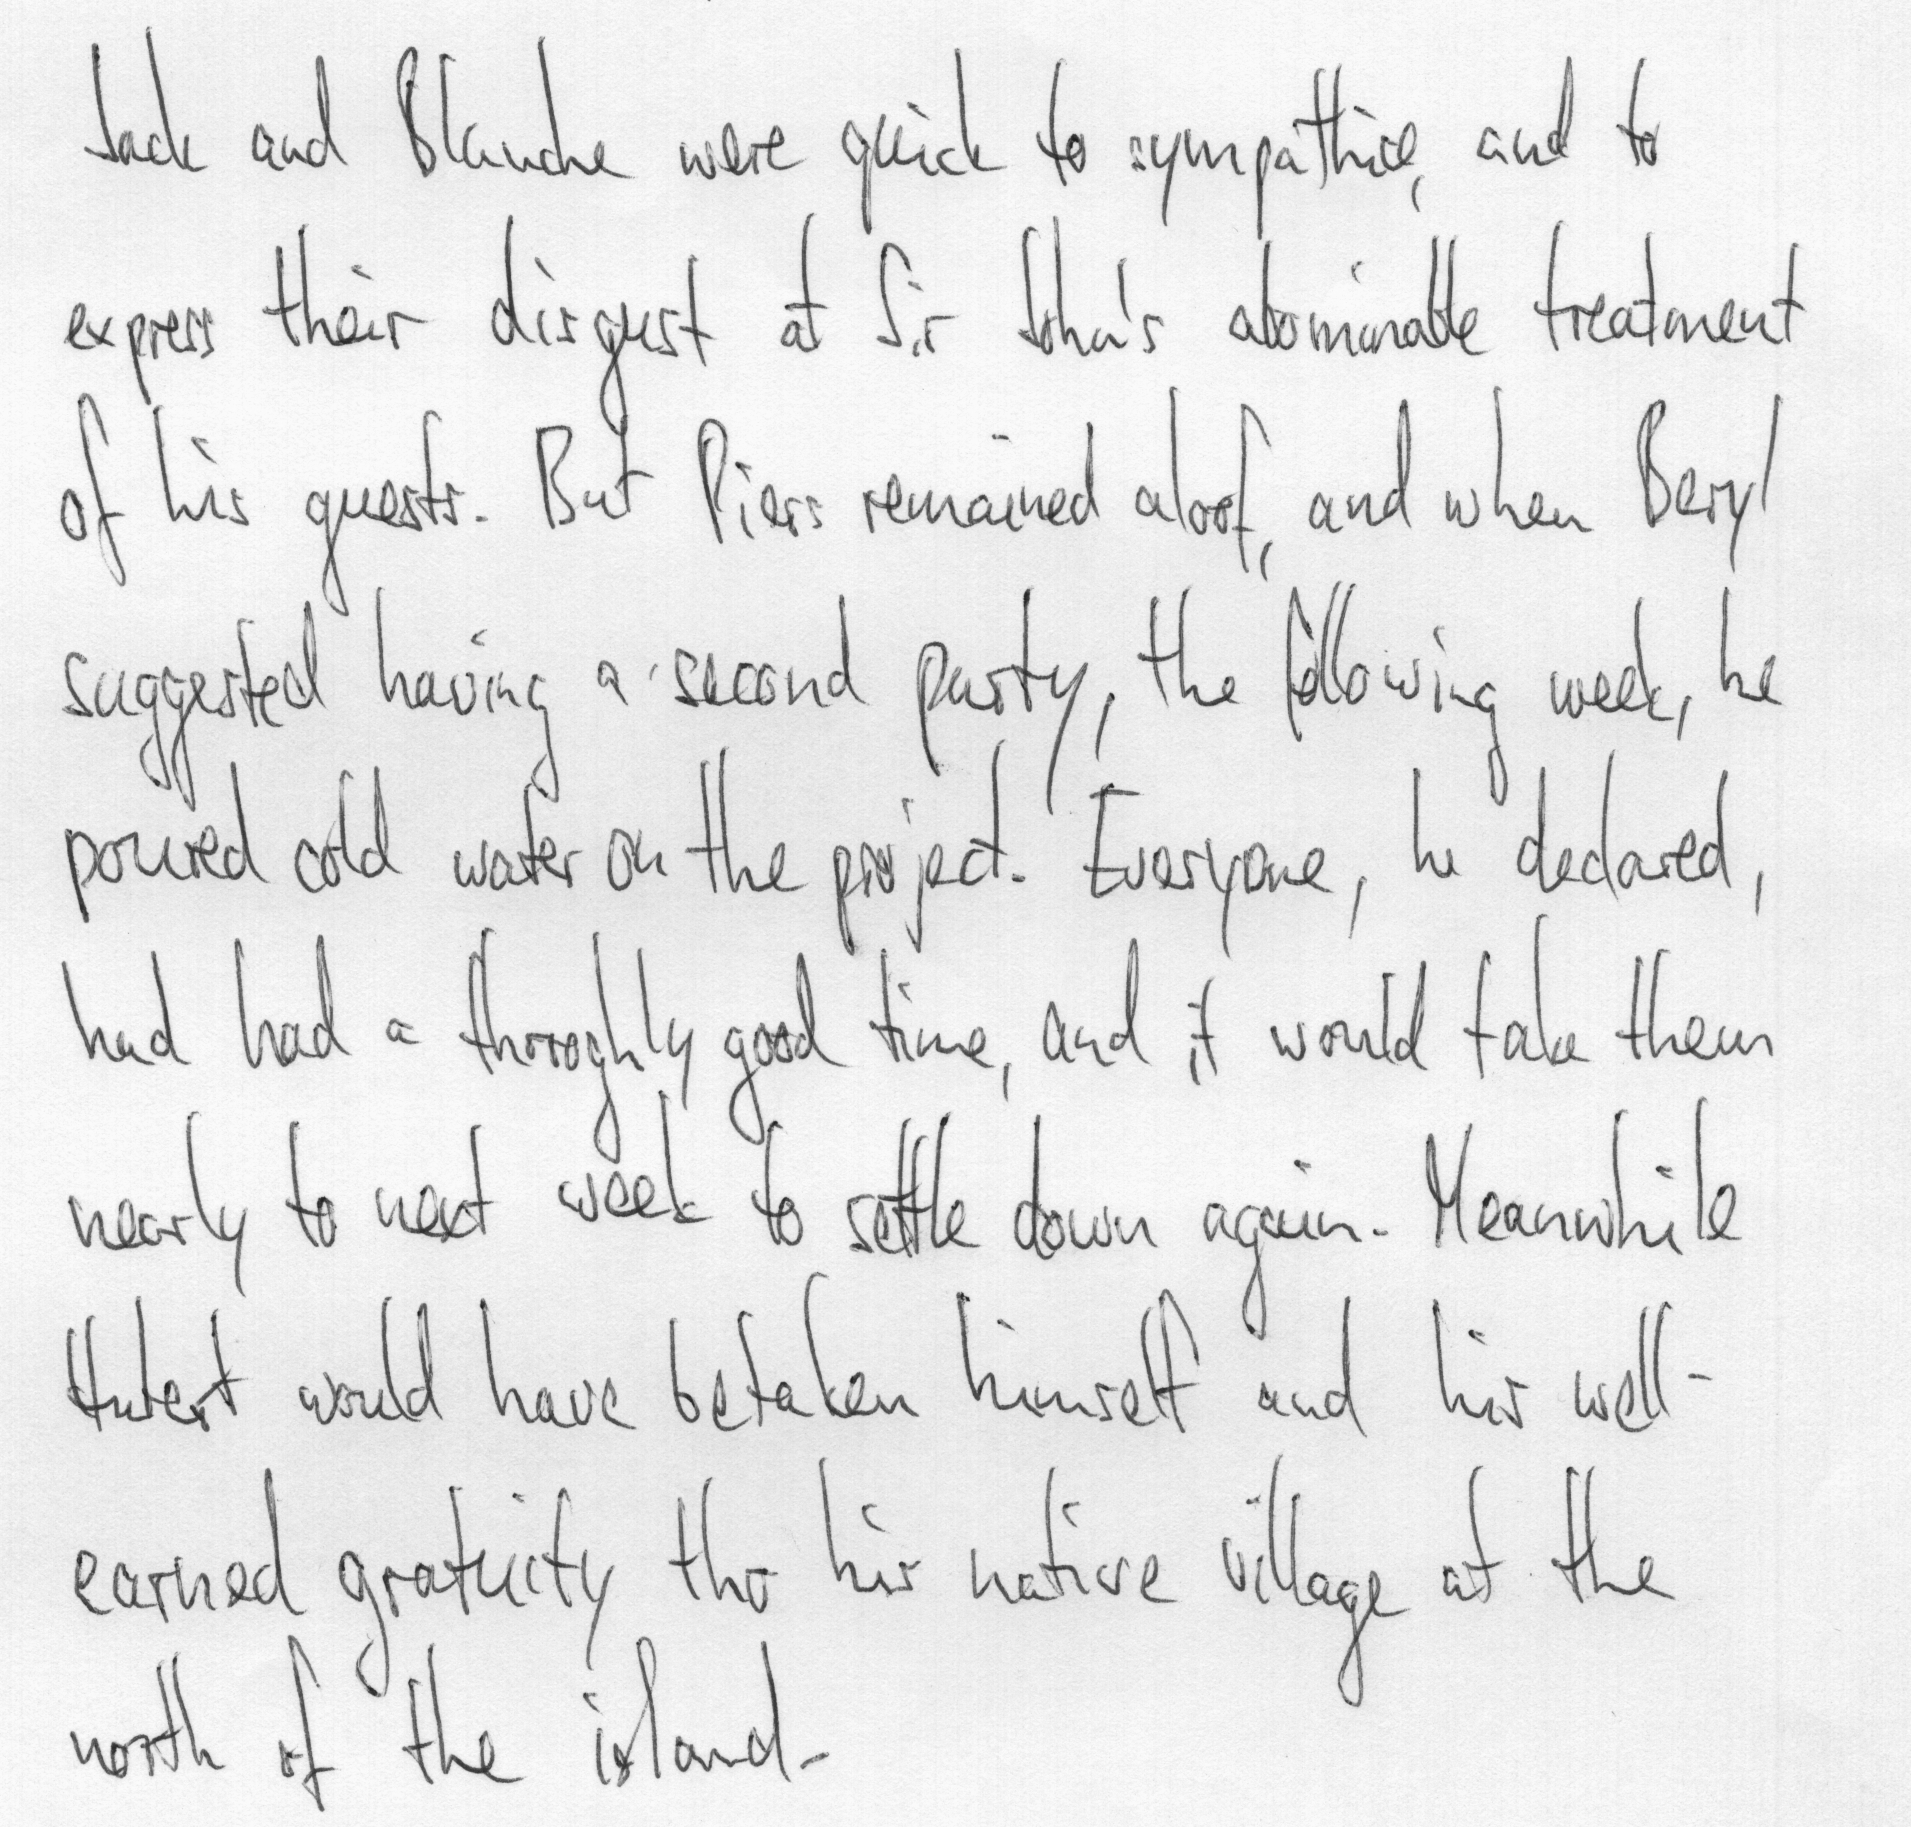 Jack and Blanche were quick to sympathise, and to
express their disgust at Sir John's abominable treatment
of his guests. But Piers remained aloof, and when Beryl
suggested having a second party, the following week, he
poured cold water on the project. Everyone, he declared,
had had a thoroghly good time, and it would take them
nearly to next week to settle down again. Meanwhile
Hubert would have betaken himself and his well-
earned gratuity tho his native village at the
north of the island.